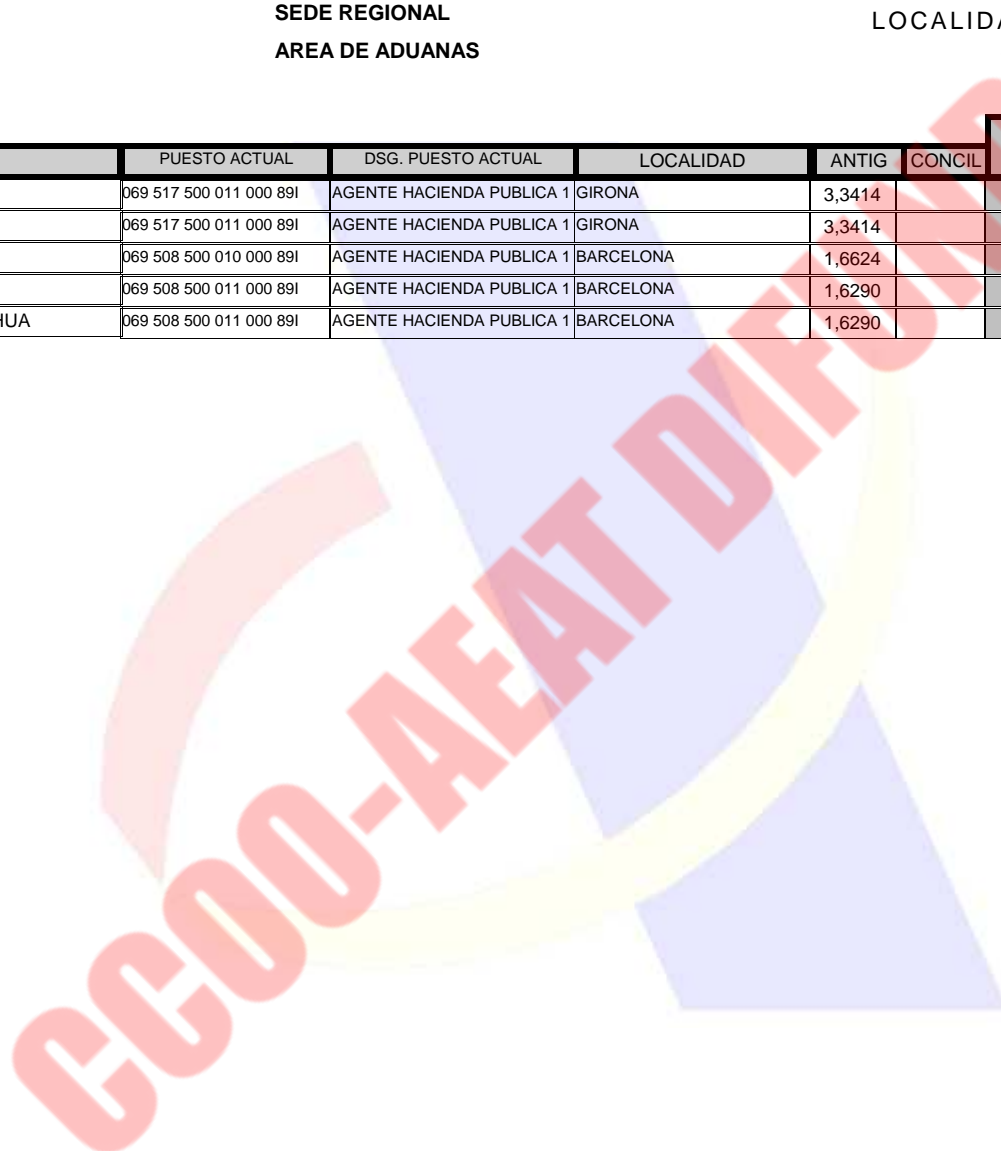 SEDE REGIONAL
LOCALIDA
AREA DE ADUANAS
PUESTO ACTUAL DSG. PUESTO ACTUAL LOCALIDAD ANTIG CONCIL
069 517 500 011 000 89I AGENTE HACIENDA PUBLICA 1 GIRONA 3,3414
069 517 500 011 000 89I AGENTE HACIENDA PUBLICA 1 GIRONA 3,3414
069 508 500 010 000 89I AGENTE HACIENDA PUBLICA 1 BARCELONA 1,6624
069 508 500 011 000 89I AGENTE HACIENDA PUBLICA 1 BARCELONA 1,6290
HUA 069 508 500 011 000 89I AGENTE HACIENDA PUBLICA 1 BARCELONA 1,6290
CCOO-AEAT DIFUND